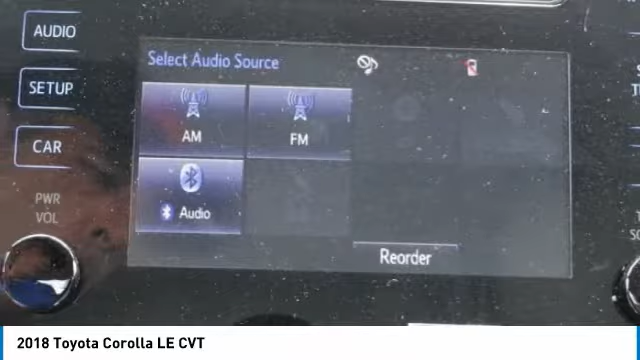 AUDIO
SETUP
CAR
PWR
VOL
Select Audio Source
AM
FM
Audio
Reorder
2018 Toyota Corolla LE CVT